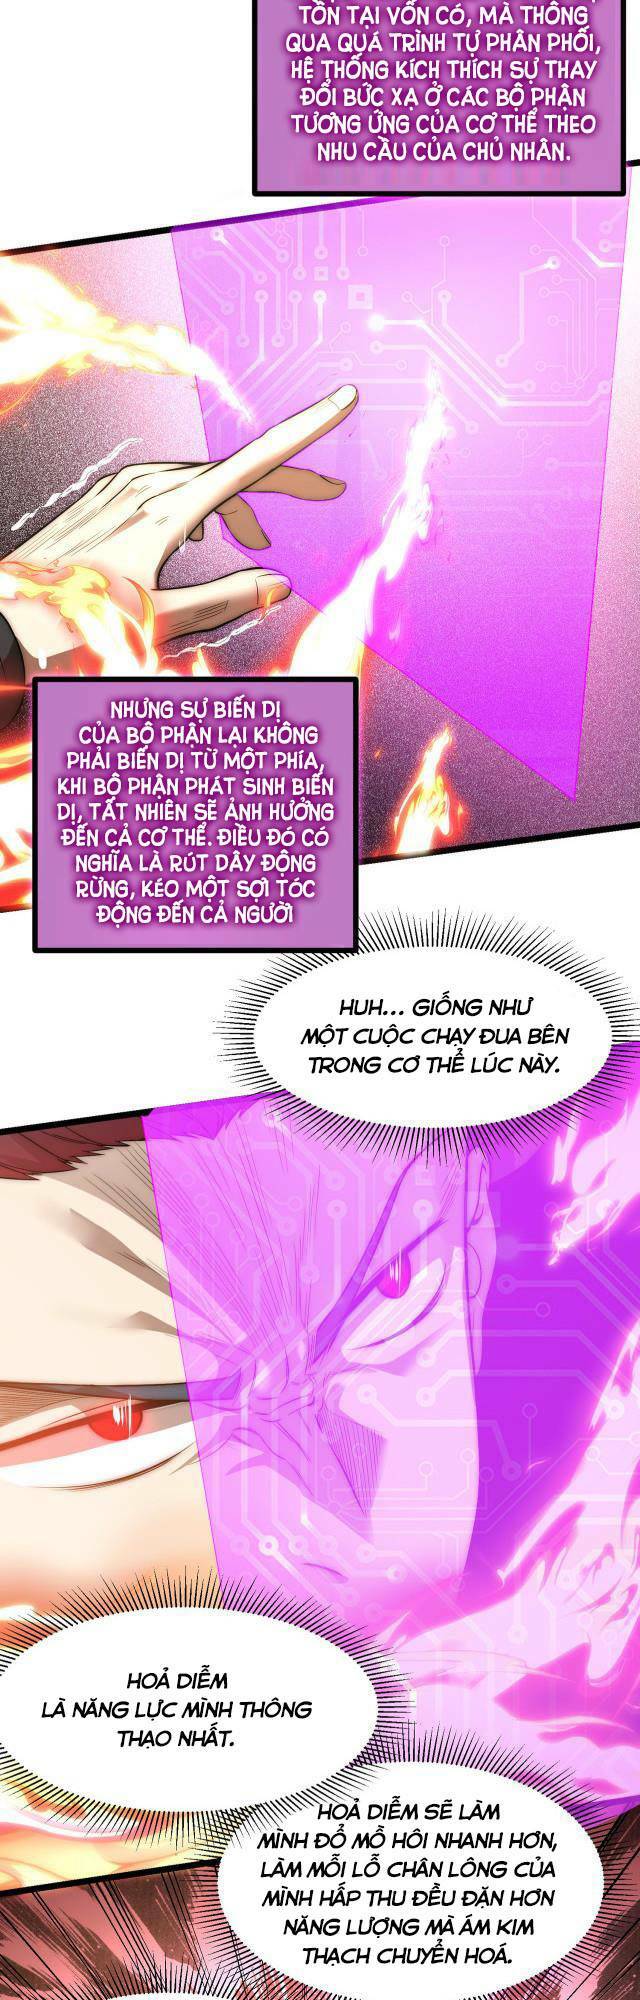 TỒN TẠI VỐN CÓ, MÀ THÔNG
QUA QUÁ TRÌNH TỰ PHÂN PHỐI,
HỆ THỐNG KÍCH THÍCH SỰ THAY
ĐỔI BỨC XẠ Ở CÁC BỘ PHẬN
TƯƠNG ỨNG CỦA CƠ THỂ THEO
NHU CẦU CỦA CHỦ NHÂN.
NHƯNG SỰ BIẾN DỊ
CỦA BỘ PHẬN LẠI KHÔNG
PHẢI BIẾN DỊ TỪ MỘT PHÍA,
KHI BỘ PHẬN PHÁT SINH BIẾN
DỊ, TẤT NHIÊN SẼ ẢNH HƯỞNG
ĐẾN CẢ CƠ THỂ. ĐIỀU ĐÓ CÓ
NGHĨA LÀ RÚT DÂY ĐỘNG
RỪNG, KÉO MỘT SỢI TÓC
ĐỘNG ĐẾN CẢ NGƯỜI
HUH... GIỐNG NHƯ
MỘT CUỘC CHẠY ĐUA BÊN
TRONG CƠ THỂ LÚC NÀY.
HOẢ DIỄM
LÀ NĂNG LỰC MÌNH THÔNG
THẠO NHẤT.
HOẢ DIỄM SẼ LÀM
MÌNH ĐỔ MỒ HÔI NHANH HƠN,
LÀM MỖI LỖ CHÂN LÔNG CỦA
MÌNH HẤP THU ĐỀU ĐẶN HƠN
NĂNG LƯỢNG MÀ ÁM KIM
THẠCH CHUYỂN HOÁ.